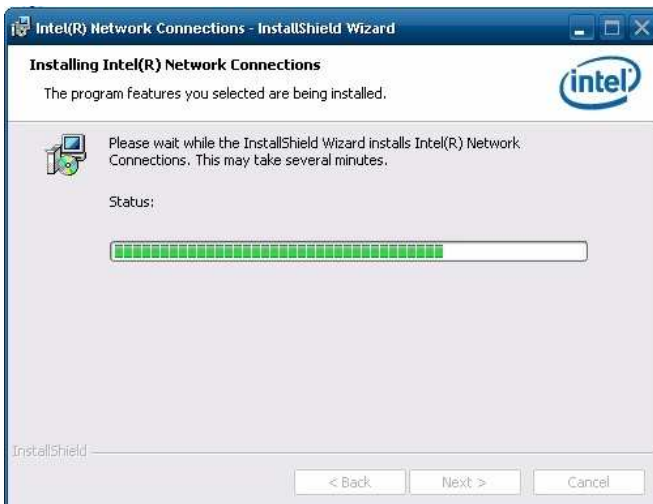 Intel(R) Network Connections - InstallShield Wizard
Installing Intel(R) Network Connections
The program features you selected are being installed.
intel
Please wait while the InstallShield Wizard installs Intel(R) Network
Connections. This may take several minutes.
Status:
InstallShield
< Back
Next >
Cancel